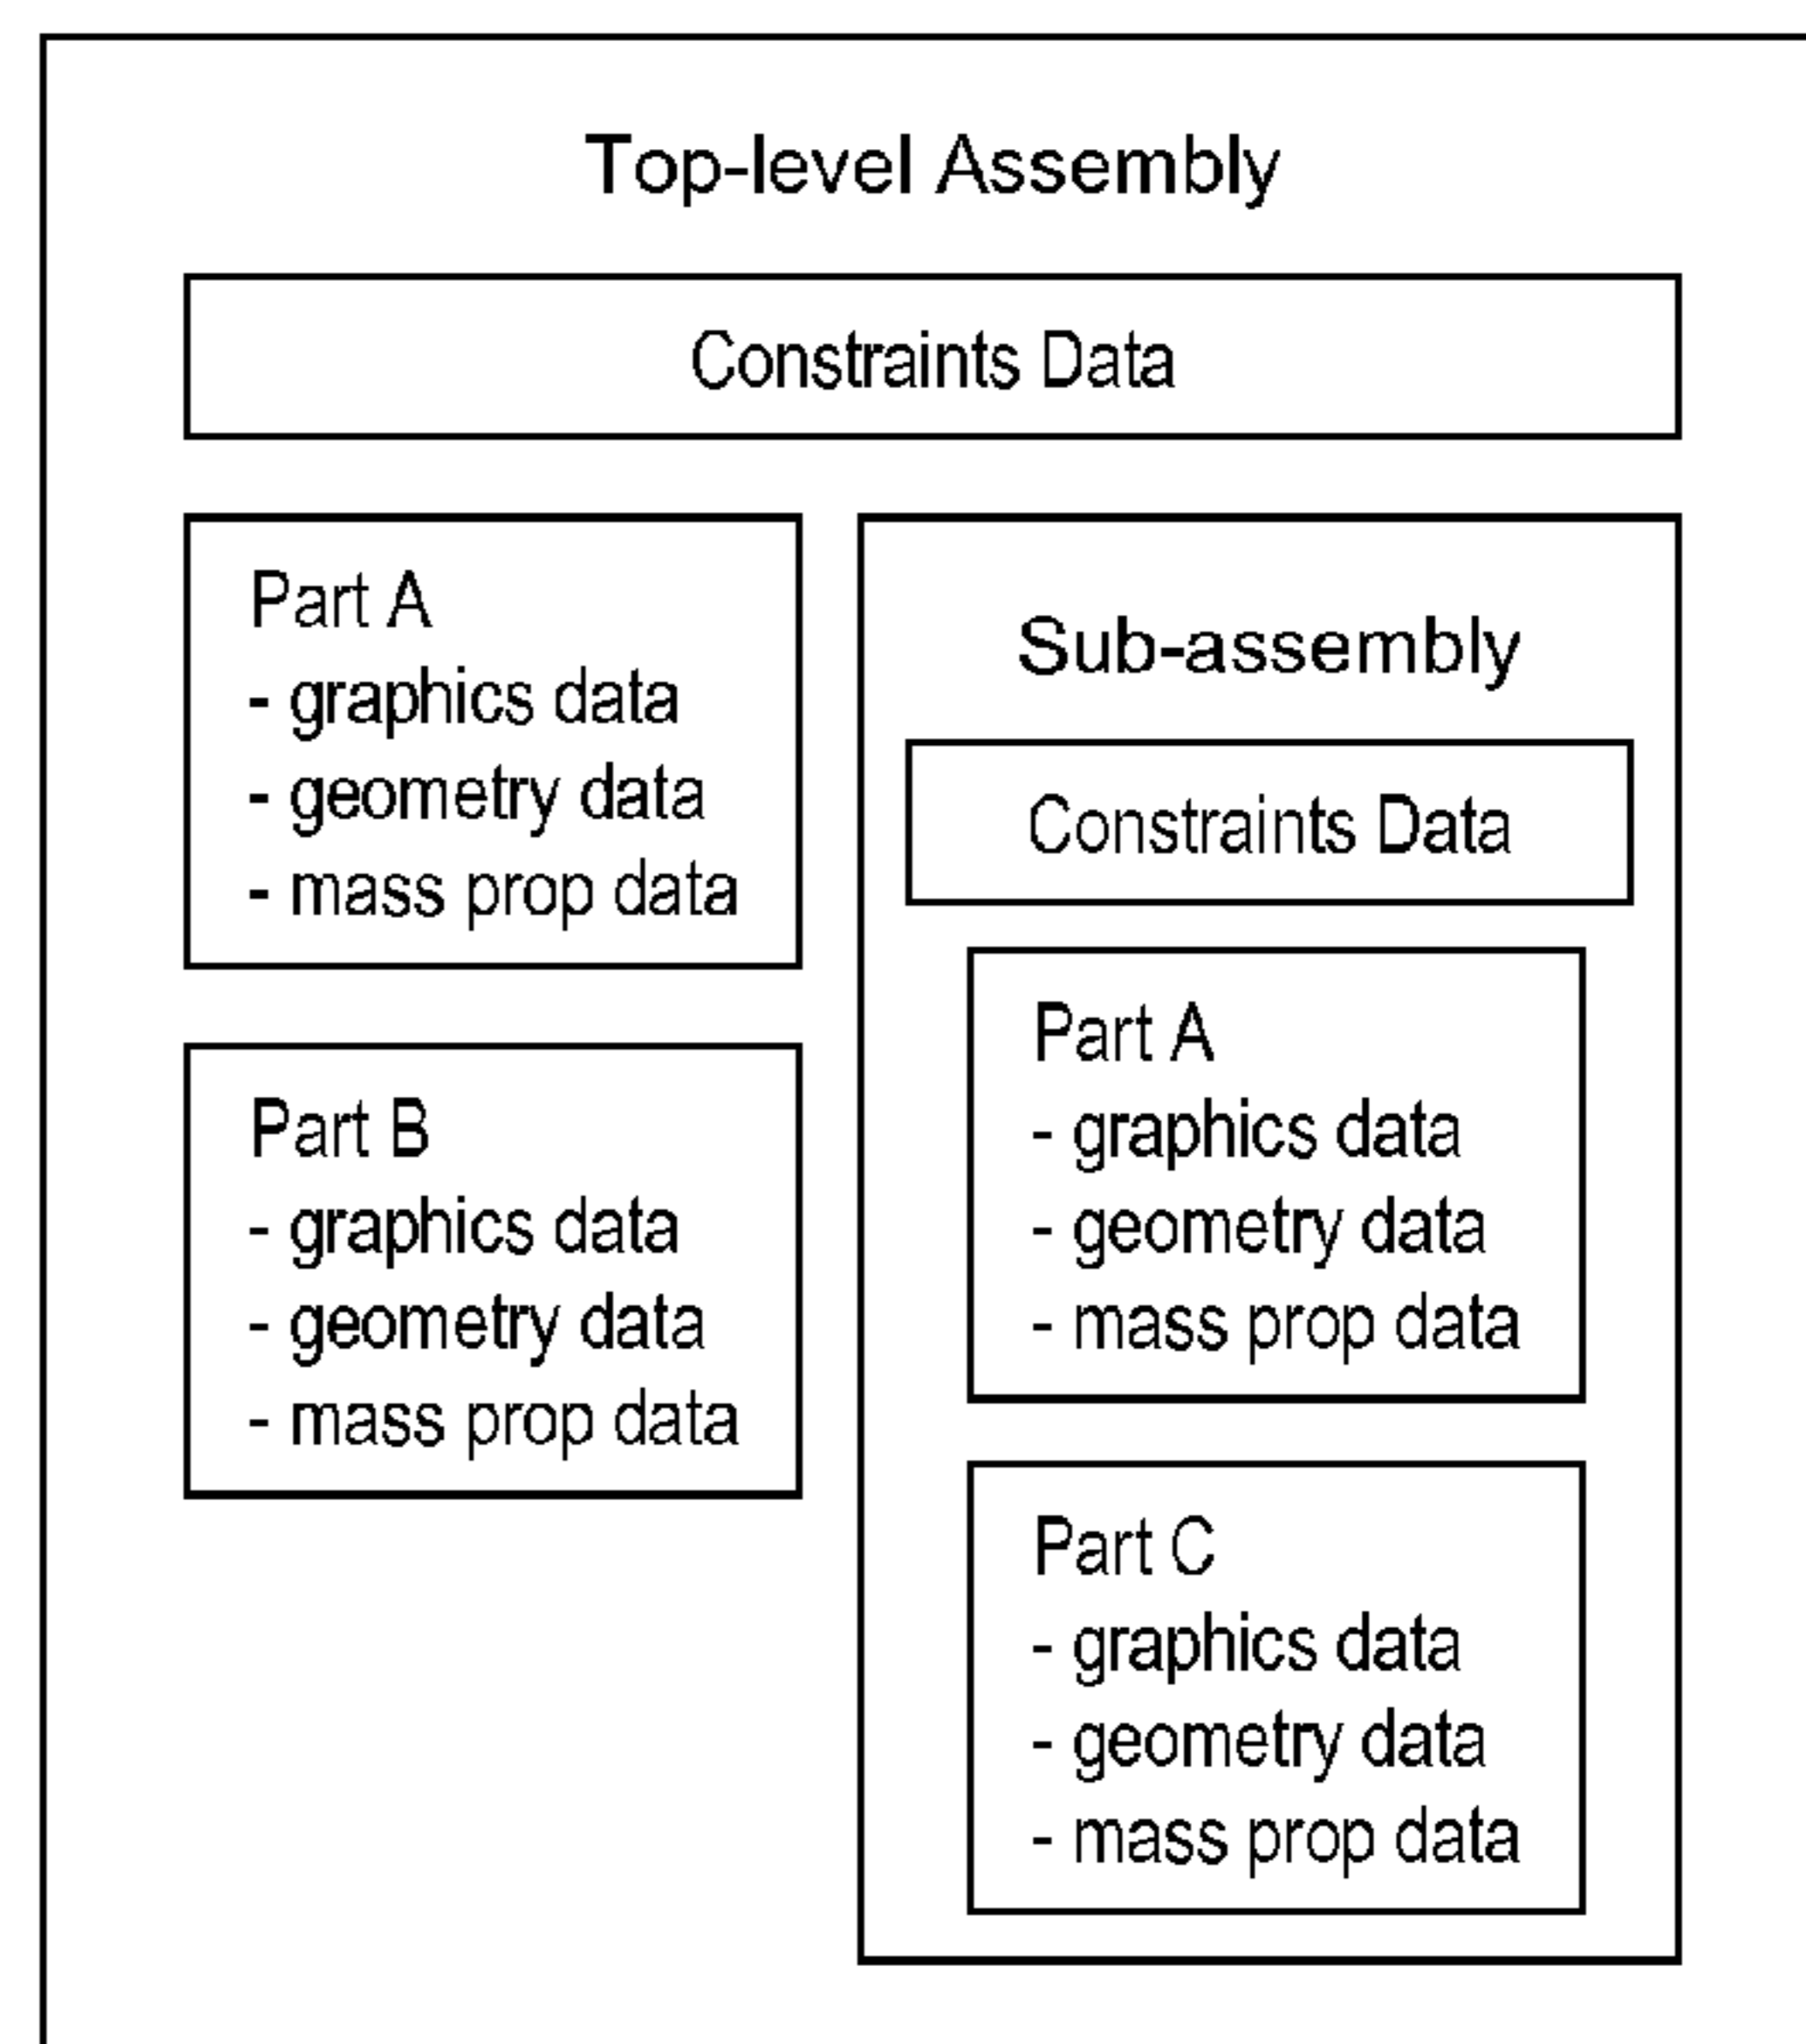 Top-level Assembly
Constraints Data
Part A
- graphics data
- geometry data
- mass prop data
Part B
- graphics data
- geometry data
- mass prop data
Sub-assembly
Constraints Data
Part A
- graphics data
- geometry data
- mass prop data
Part C
- graphics data
- geometry data
- mass prop data